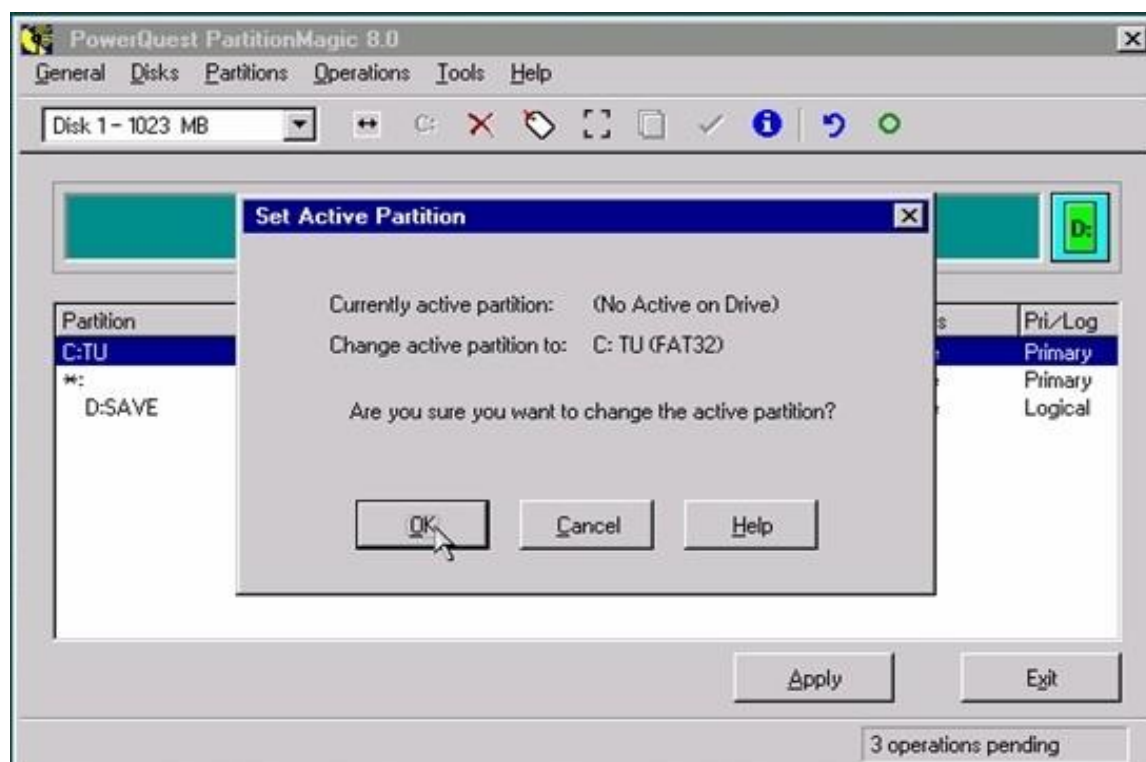 PowerQuest PartitionMagic 8.0
General Disks Partitions Operations Tools Help
Disk 1 - 1023 MB
C:
D:
Set Active Partition
Currently active partition: (No Active on Drive)
Change active partition to: C: TU (FAT32)
Are you sure you want to change the active partition?
OK Cancel Help
Partition Pri/Log
C:TU Primary
*: Primary
D:SAVE Logical
Apply Exit
3 operations pending